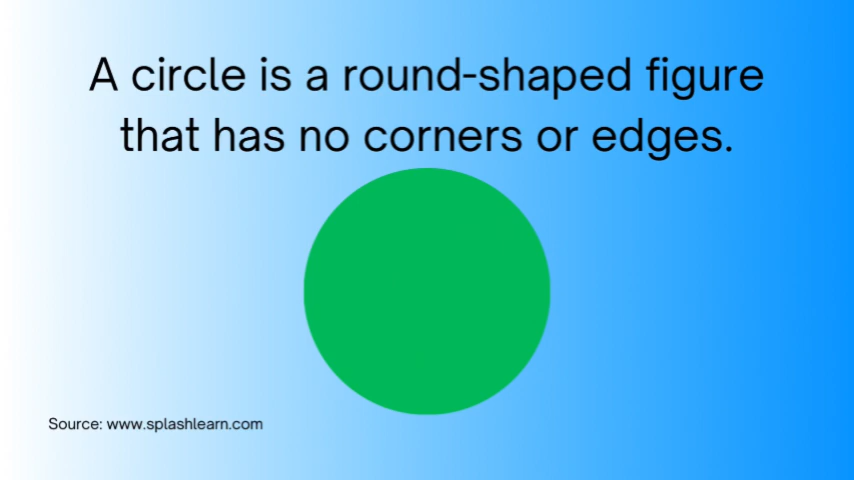 A circle is a round-shaped figure
that has no corners or edges.
Source: www.splashlearn.com